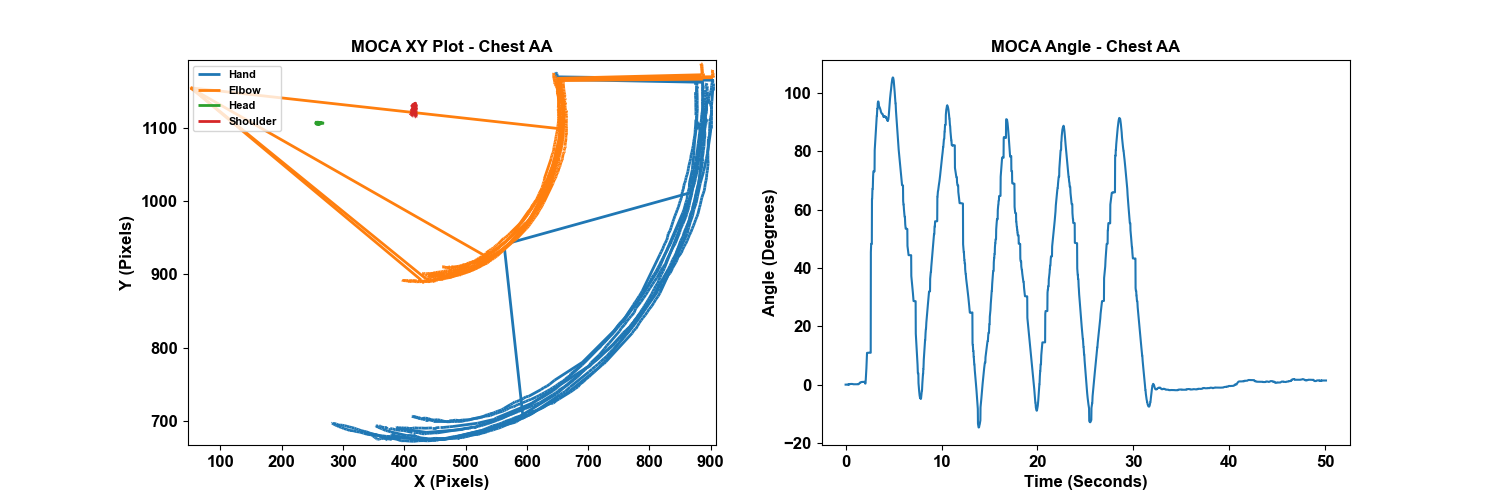 MOCA XY Plot - Chest AA
Hand
Elbow
Head
Shoulder
1100
1000
900
800
700
100 200 300 400 500 600 700 800 900
Y (Pixels)
X (Pixels)
MOCA Angle - Chest AA
100
80
60
40
20
0
−20
0 10 20 30 40 50
Angle (Degrees)
Time (Seconds)